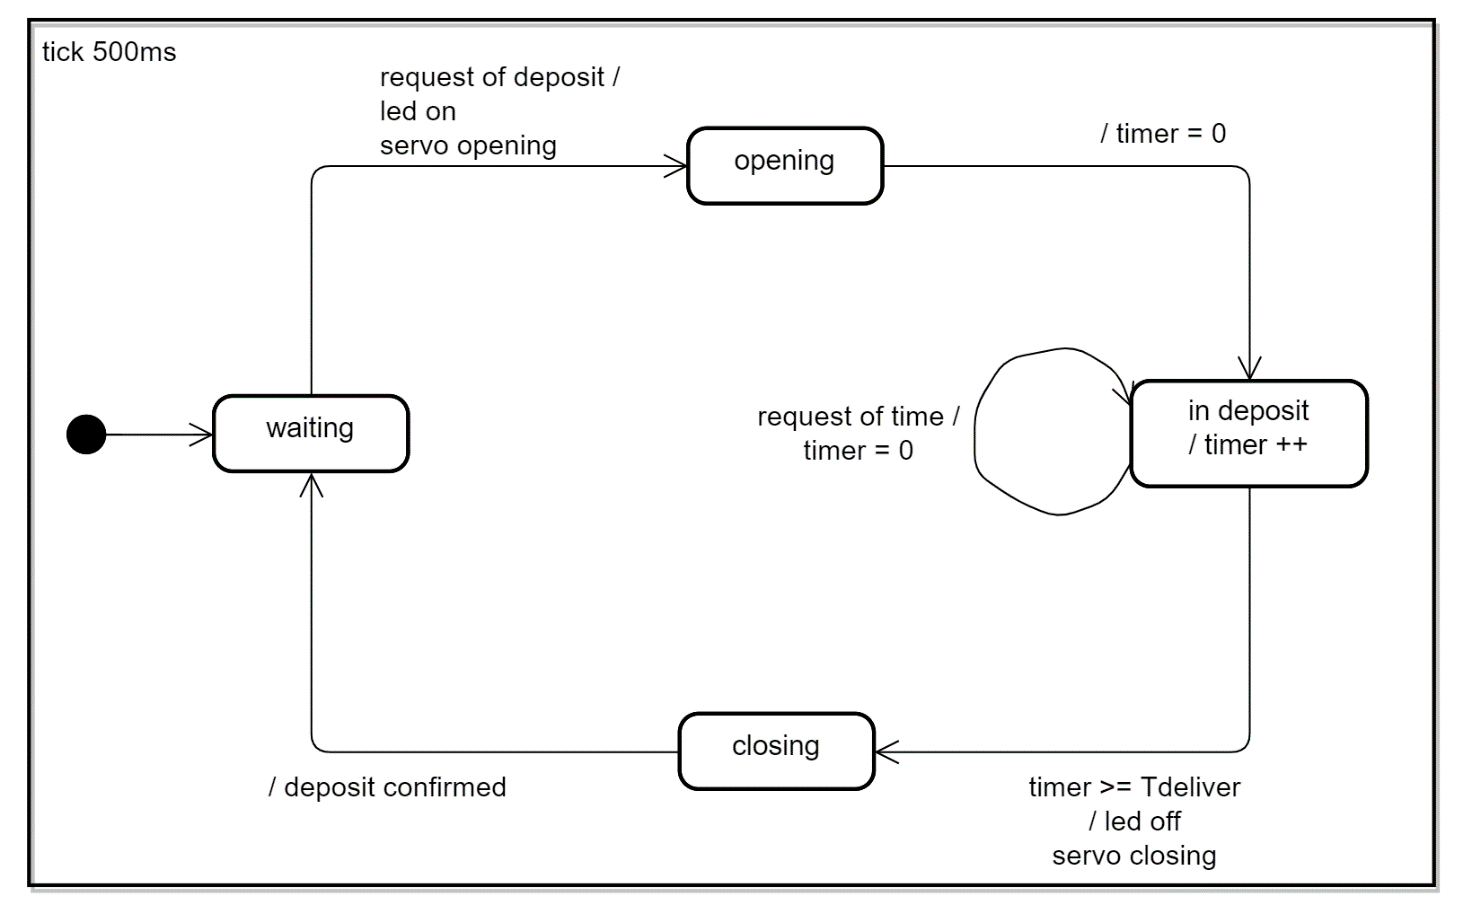 tick 500ms
request of deposit /
led on
servo opening
opening
/ timer = 0
waiting
request of time /
timer = 0
in deposit
/ timer ++
closing
/ deposit confirmed
timer >= Tdeliver
/ led off
servo closing